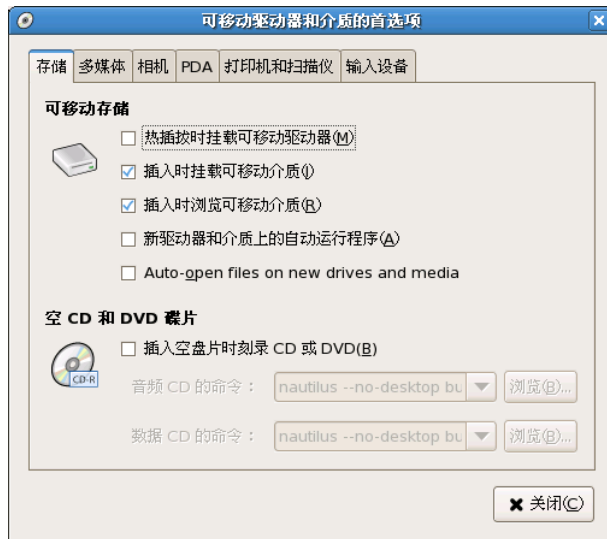 可移动驱动器和介质的首选项
存储 多媒体 相机 PDA 打印机和扫描仪 输入设备
可移动存储
热插拔时挂载可移动驱动器(M)
插入时挂载可移动介质(I)
插入时浏览可移动介质(R)
新驱动器和介质上的自动运行程序(A)
Auto-open files on new drives and media
空 CD 和 DVD 碟片
插入空盘片时刻录 CD 或 DVD(B)
CD-R
音频 CD 的命令： nautilus --no-desktop bu 浏览(B)...
数据 CD 的命令： nautilus --no-desktop bu 浏览(B)...
关闭(C)